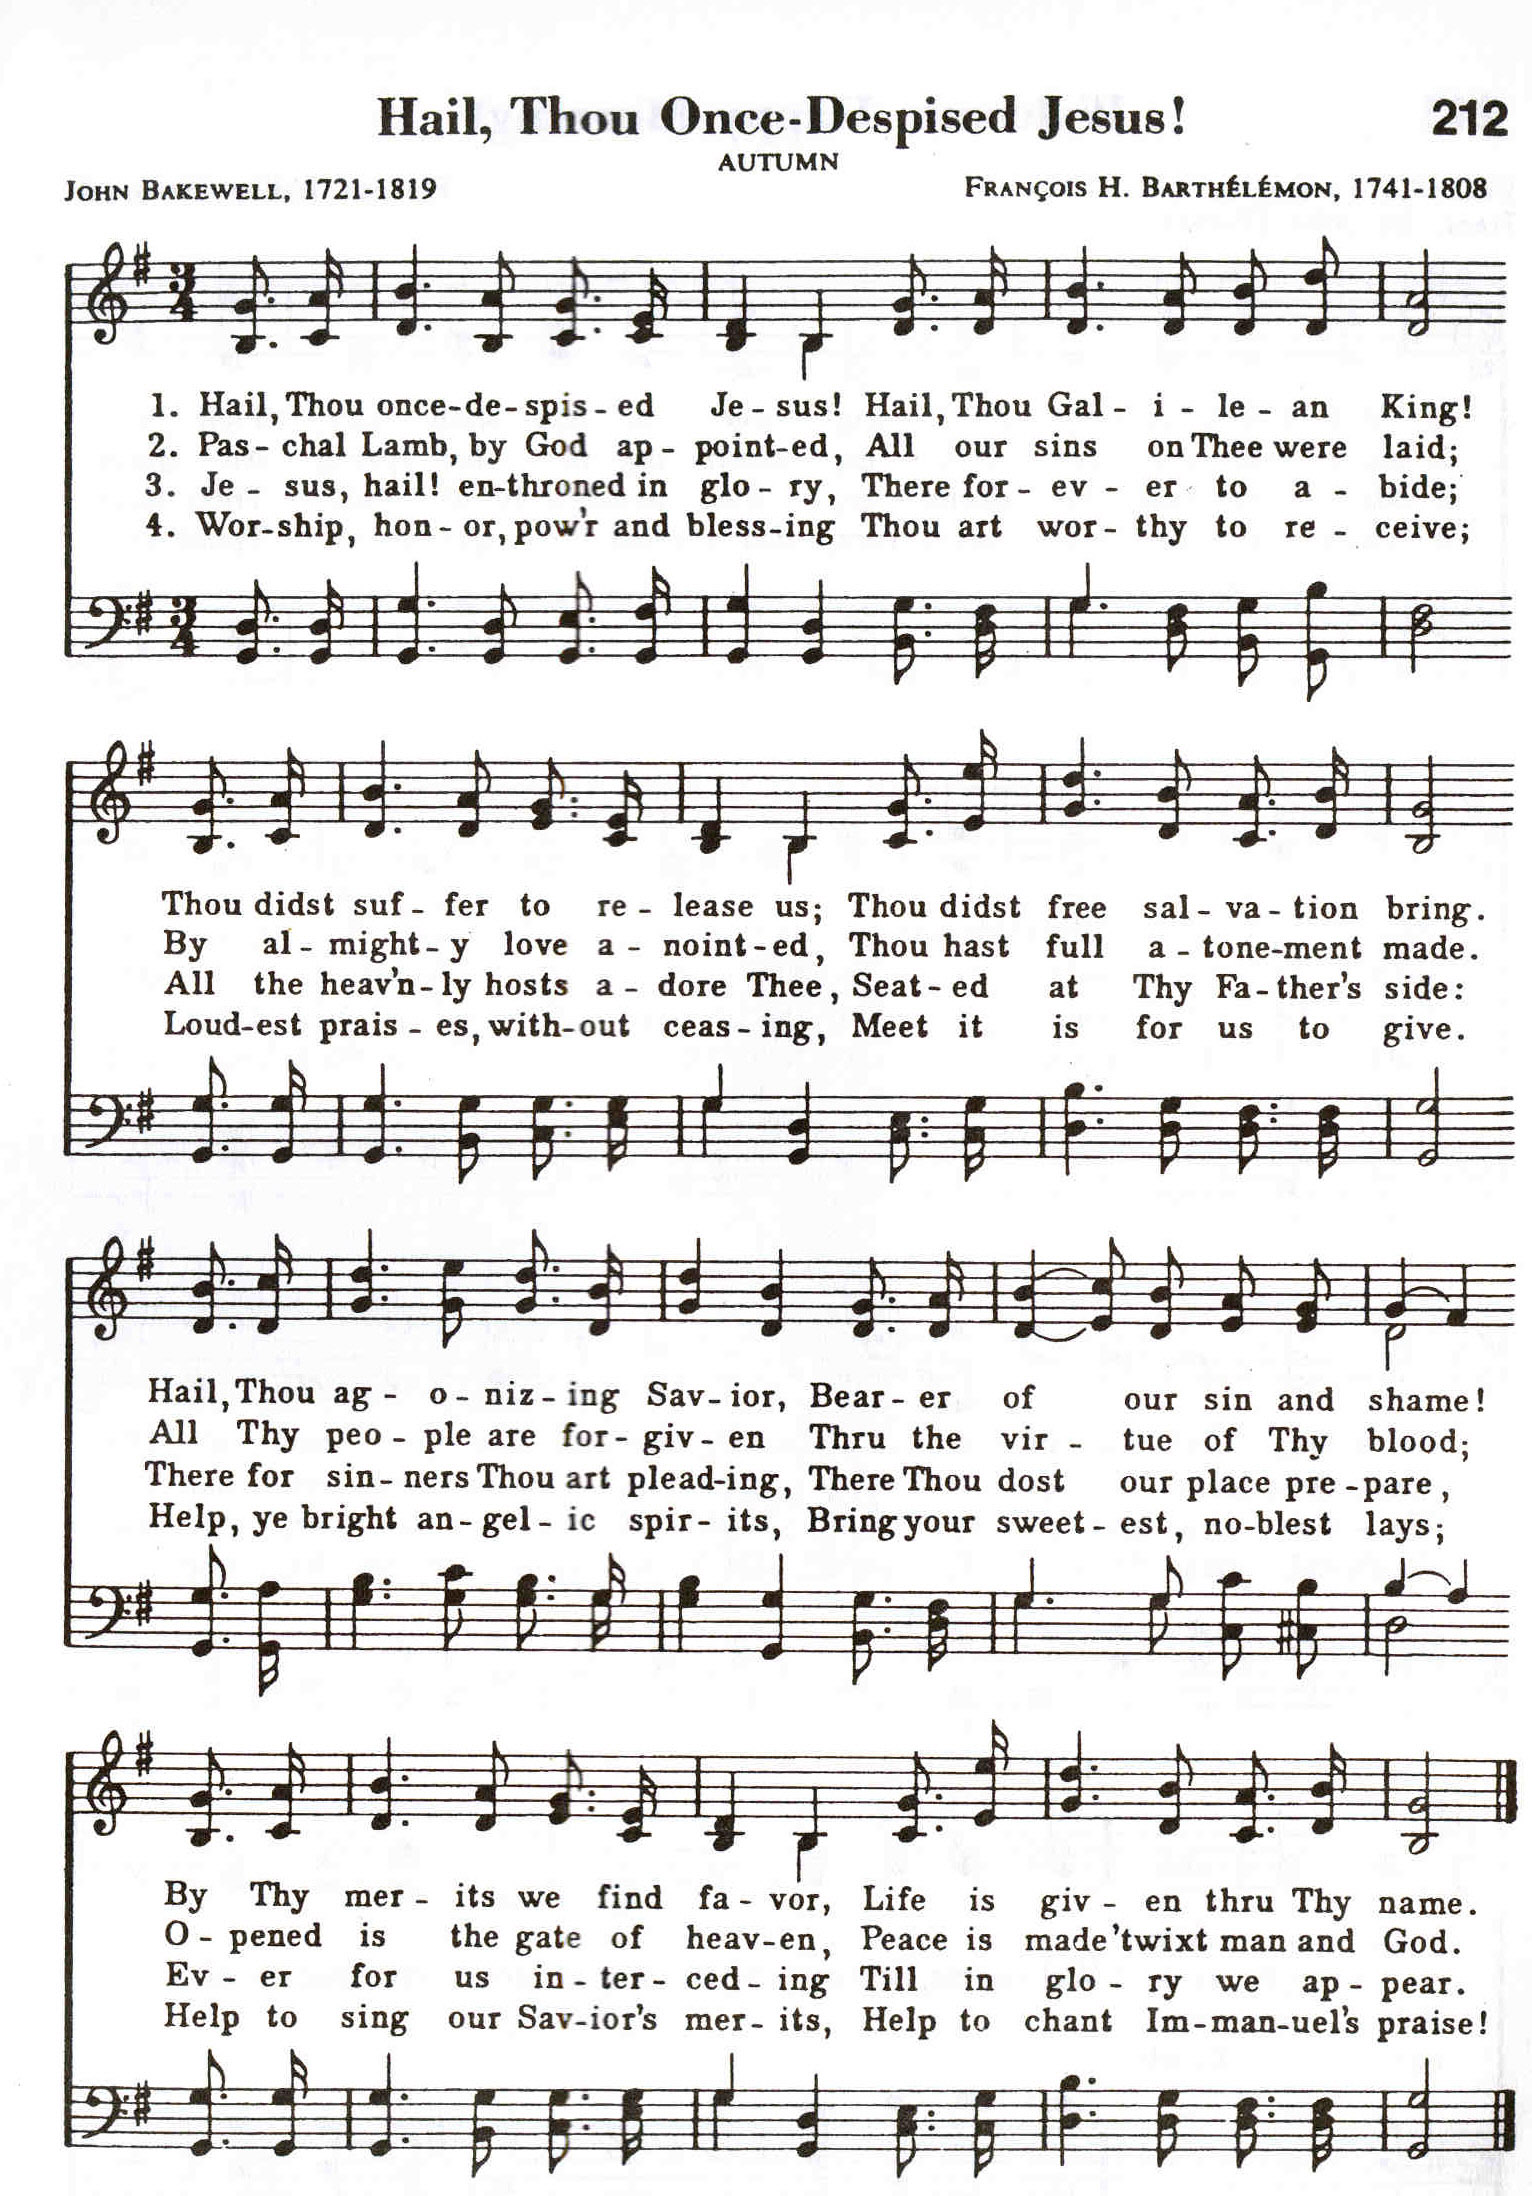 Hail, Thou Once-Despised Jesus! 212
AUTUMN
JOHN BAKEWELL, 1721-1819 FRANÇOIS H. BARTHÉLÉMON, 1741-1808
3 4
1. Hail, Thou once-de-spis-ed Je-sus! Hail, Thou Gal-i-le-an King!
2. Pas-chal Lamb, by God ap-point-ed, All our sins on Thee were laid;
3. Je-sus, hail! en-throned in glo-ry, There for-ev-er to a-bide;
4. Wor-ship, hon-or, pow'r and bless-ing Thou art wor-thy to re-ceive;
3 4
Thou didst suf-fer to re-lease us; Thou didst free sal-va-tion bring.
By al-might-y love a-noint-ed, Thou hast full a-tone-ment made.
All the heav'n-ly hosts a-dore Thee, Seat-ed at Thy Fa-ther's side:
Loud-est prais-es, with-out ceas-ing, Meet it is for us to give.
Hail, Thou ag-o-niz-ing Sav-ior, Bear-er of our sin and shame!
All Thy peo-ple are for-giv-en Thru the vir-tue of Thy blood;
There for sin-ners Thou art plead-ing, There Thou dost our place pre-pare,
Help, ye bright an-gel-ic spir-its, Bring your sweet-est, no-blest lays;
By Thy mer-its we find fa-vor, Life is giv-en thru Thy name.
O-pened is the gate of heav-en, Peace is made 'twixt man and God.
Ev-er for us in-ter-ced-ing Till in glo-ry we ap-pear.
Help to sing our Sav-ior's mer-its, Help to chant Im-man-uel's praise!